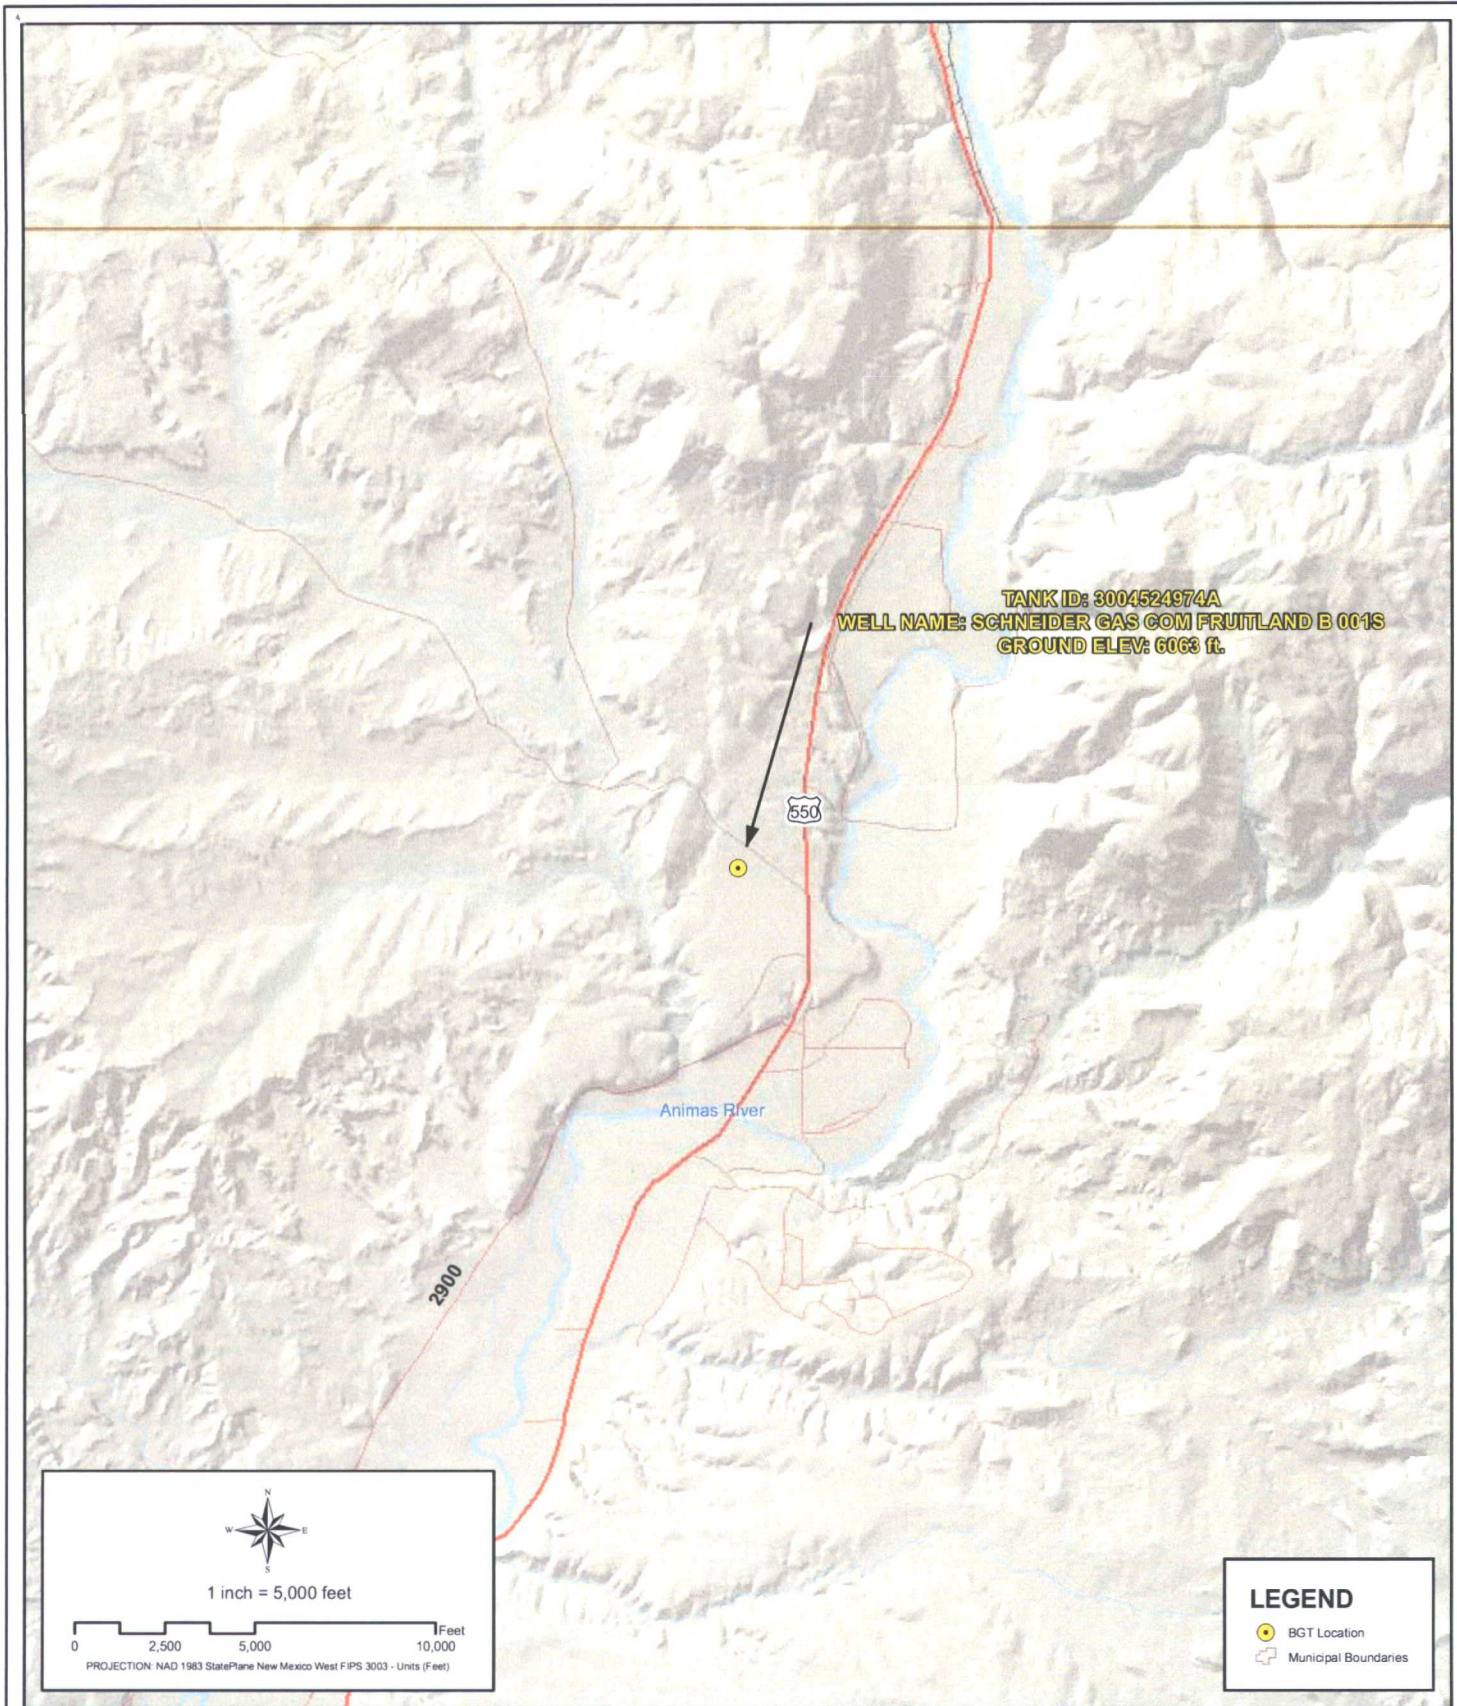 TANK ID: 3004524974A
WELL NAME: SCHNEIDER GAS COM FRUITLAND B 001S
GROUND ELEV: 6063 ft.
550
Animas River
2900
N
W E
S
1 inch = 5,000 feet
Feet
0 2,500 5,000 10,000
PROJECTION: NAD 1983 StatePlane New Mexico West FIPS 3003 - Units (Feet)
LEGEND
BGT Location
Municipal Boundaries